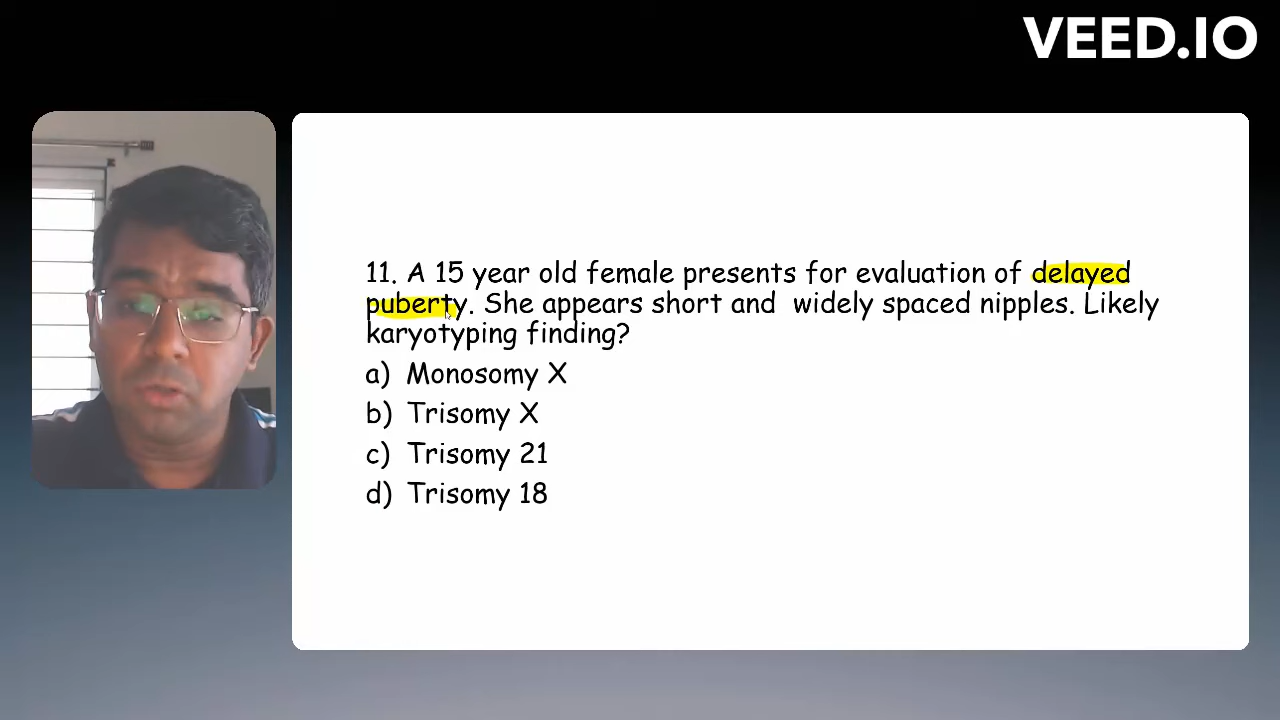 VEED.IO
11. A 15 year old female presents for evaluation of delayed
puberty. She appears short and  widely spaced nipples. Likely
karyotyping finding?
a) Monosomy X
b) Trisomy X
c) Trisomy 21
d) Trisomy 18